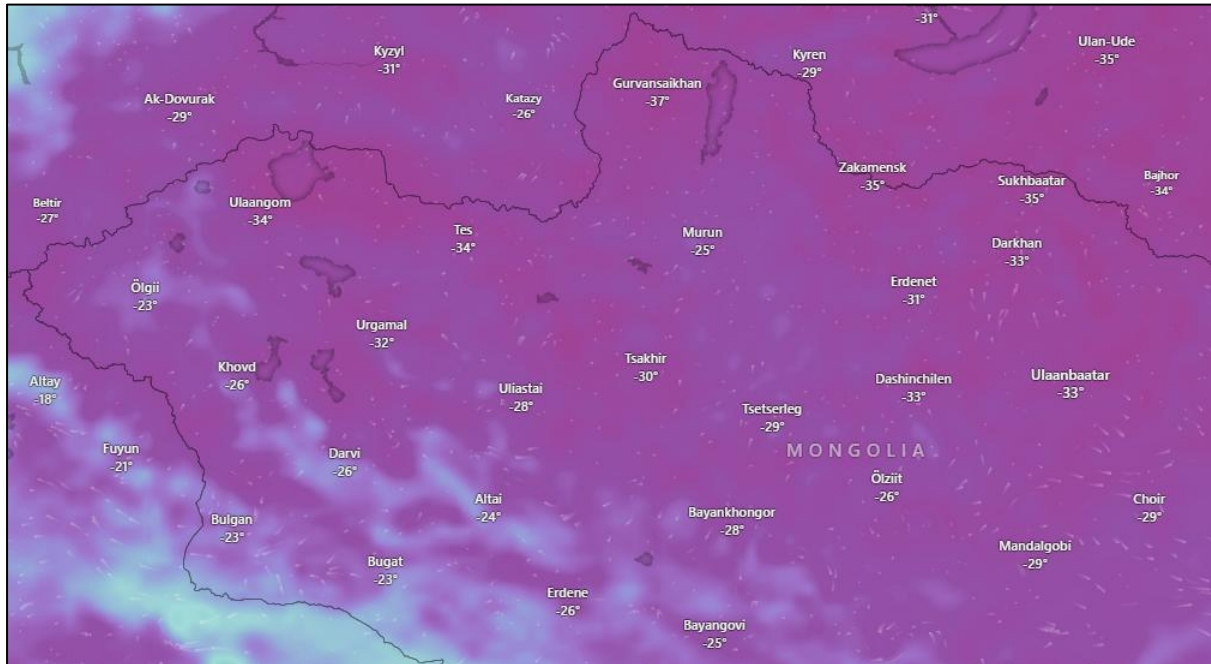 -31°
Kyzyl
-31°
Kyren
-29°
Ulan-Ude
-35°
Gurvansaikhan
-37°
Ak-Dovurak
-29°
Katazy
-26°
Zakamensk
-35°
Sukhbaatar
-35°
Bajhor
-34°
Beltir
-27°
Ulaangom
-34°
Tes
-34°
Murun
-25°
Darkhan
-33°
Ölgii
-23°
Erdenet
-31°
Urgamal
-32°
Khovd
-26°
Tsakhir
-30°
Altay
-18°
Uliastai
-28°
Dashinchilen
-33°
Ulaanbaatar
-33°
Tsetserleg
-29°
MONGOLIA
Fuyun
-21°
Darvi
-26°
Ölziit
-26°
Altai
-24°
Choir
-29°
Bulgan
-23°
Bayankhongor
-28°
Mandalgobi
-29°
Bugat
-23°
Erdene
-26°
Bayangovi
-25°